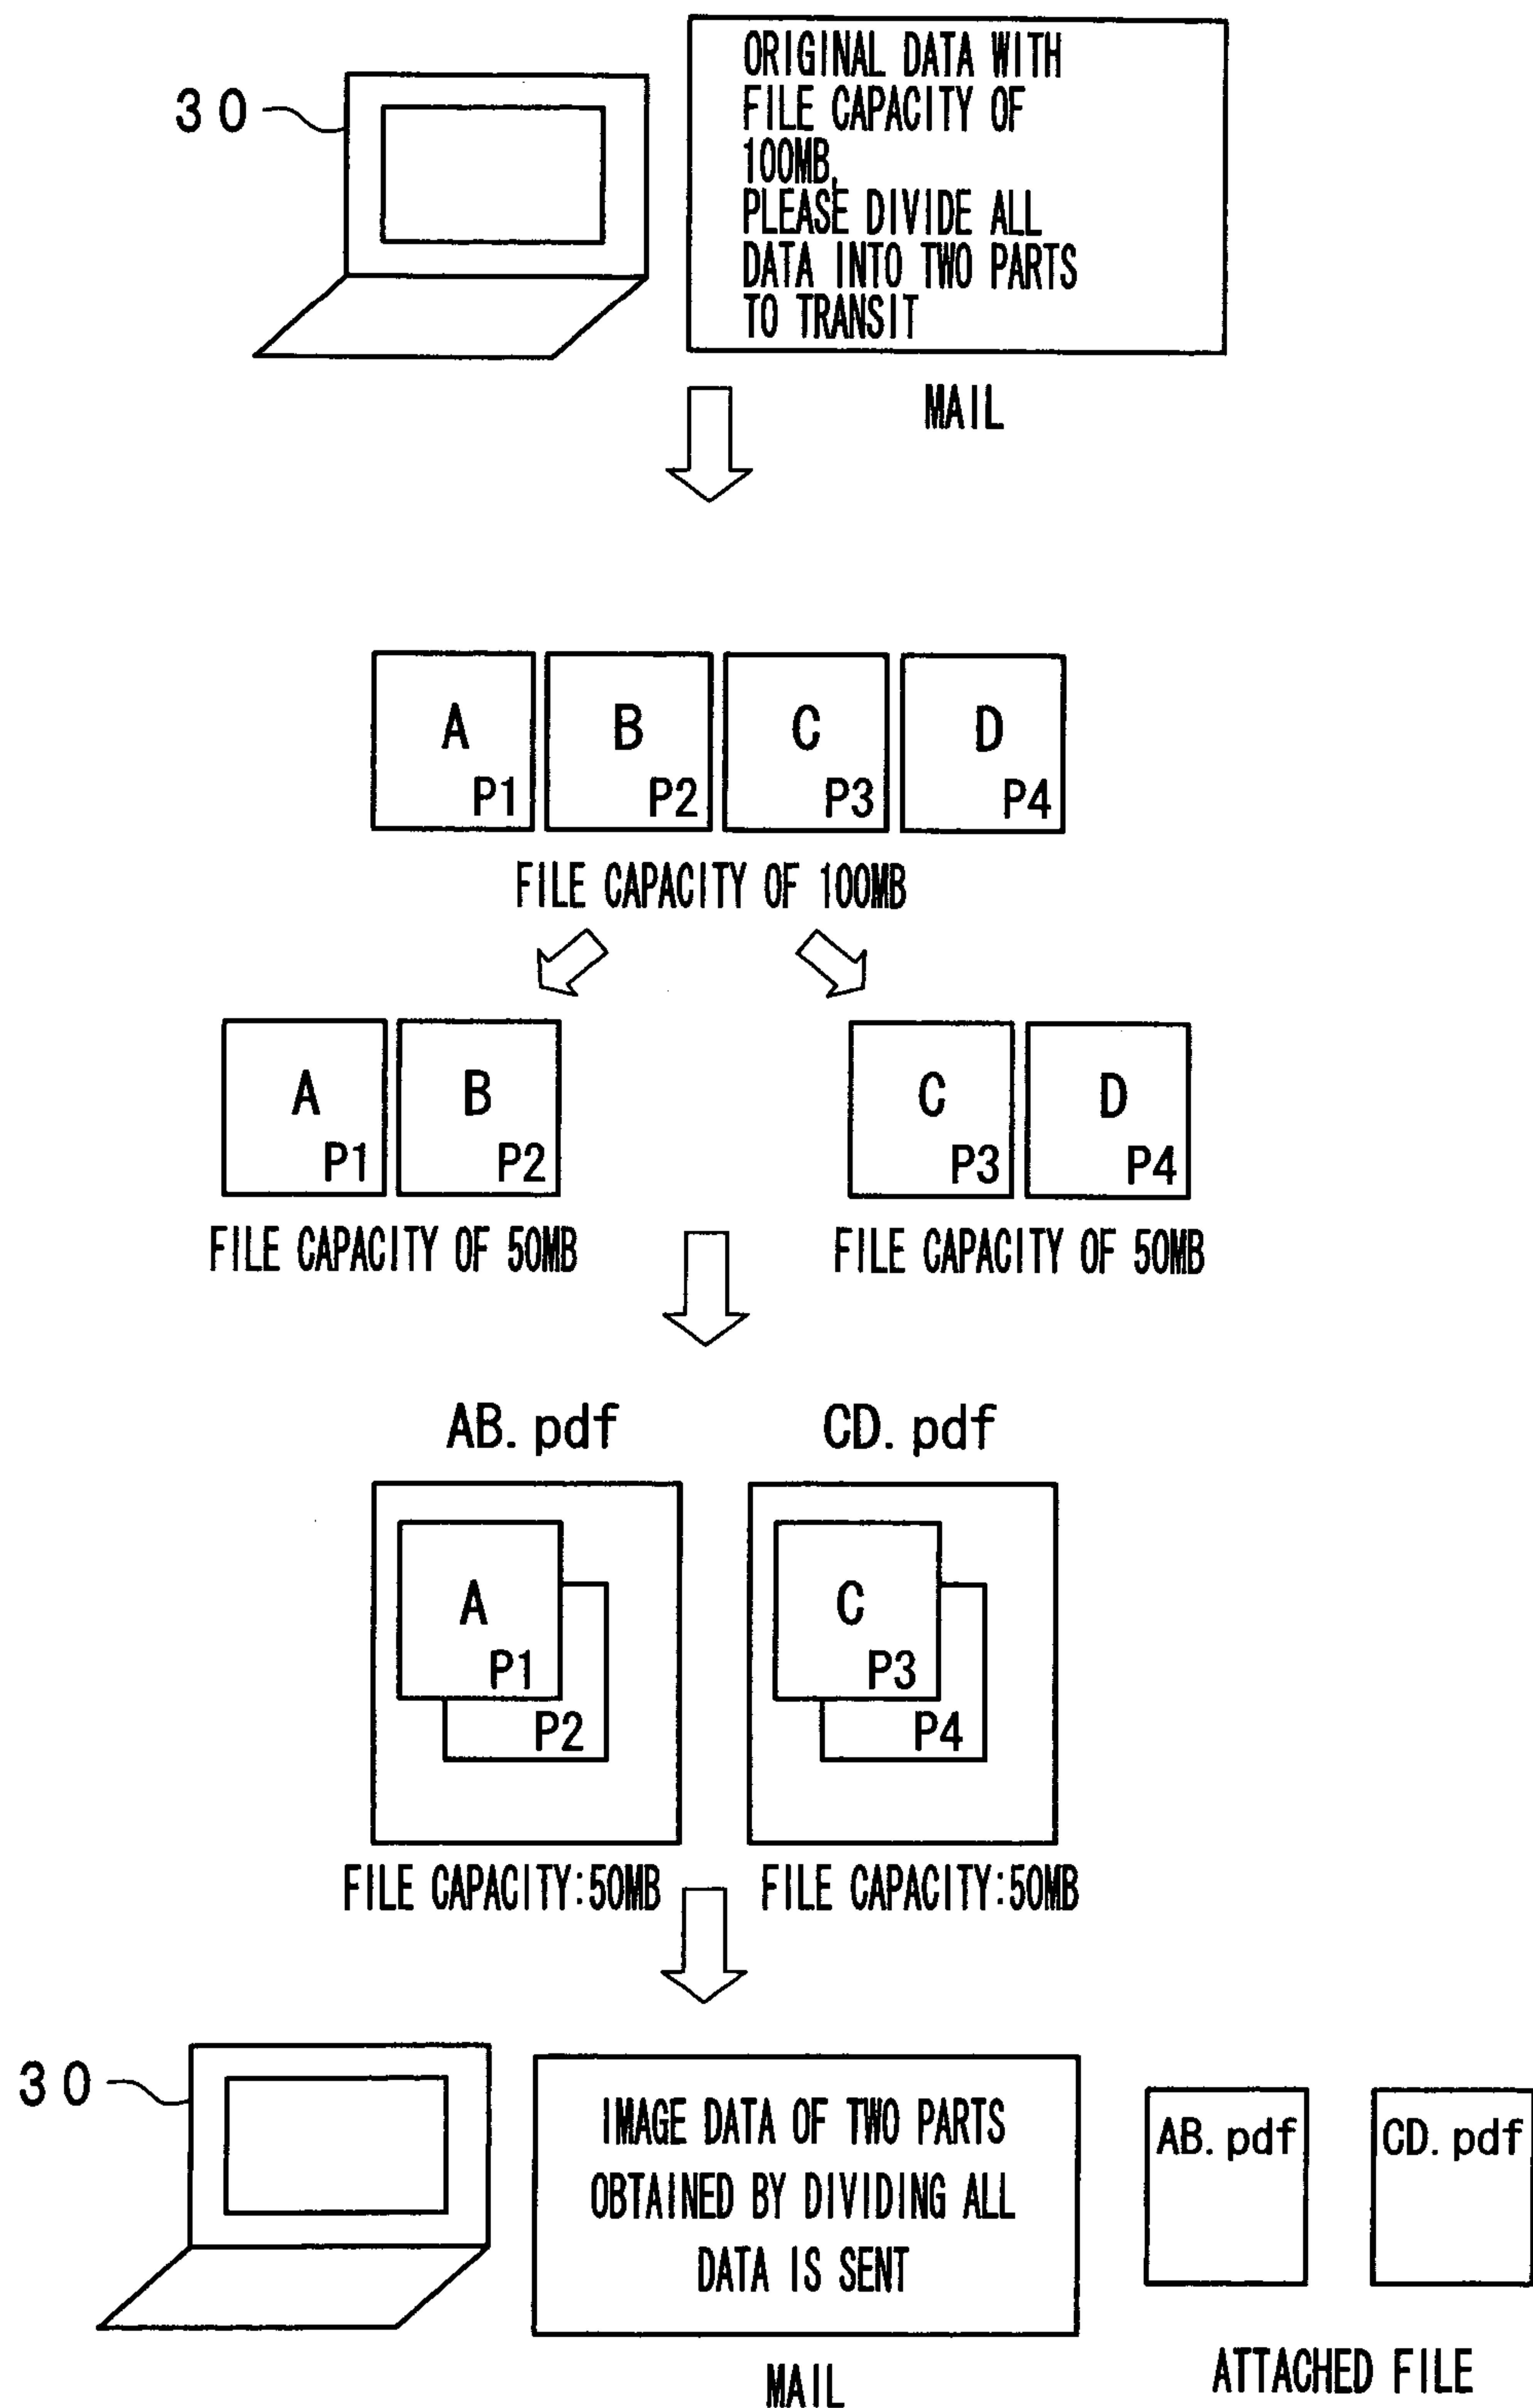 30
ORIGINAL DATA WITH
FILE CAPACITY OF
100MB,
PLEASE DIVIDE ALL
DATA INTO TWO PARTS
TO TRANSIT
MAIL
A B C D
P1 P2 P3 P4
FILE CAPACITY OF 100MB
A B C D
P1 P2 P3 P4
FILE CAPACITY OF 50MB FILE CAPACITY OF 50MB
AB.pdf CD.pdf
A C
P1 P3
P2 P4
FILE CAPACITY:50MB FILE CAPACITY:50MB
30
IMAGE DATA OF TWO PARTS
OBTAINED BY DIVIDING ALL
DATA IS SENT
MAIL
AB.pdf CD.pdf
ATTACHED FILE